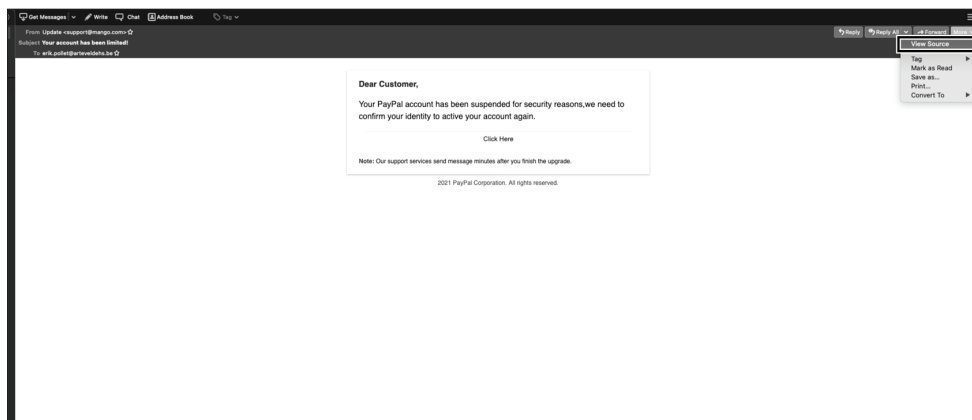 Get Messages Write Chat Address Book Tag
From Update <support@mango.com>
Reply Reply All Forward More
Subject Your account has been limited!
To erik.pollet@arteveldehs.be
View Source
Tag
Mark as Read
Save as...
Print...
Convert To
Dear Customer,
Your PayPal account has been suspended for security reasons,we need to
confirm your identity to active your account again.
Click Here
Note: Our support services send message minutes after you finish the upgrade.
2021 PayPal Corporation. All rights reserved.